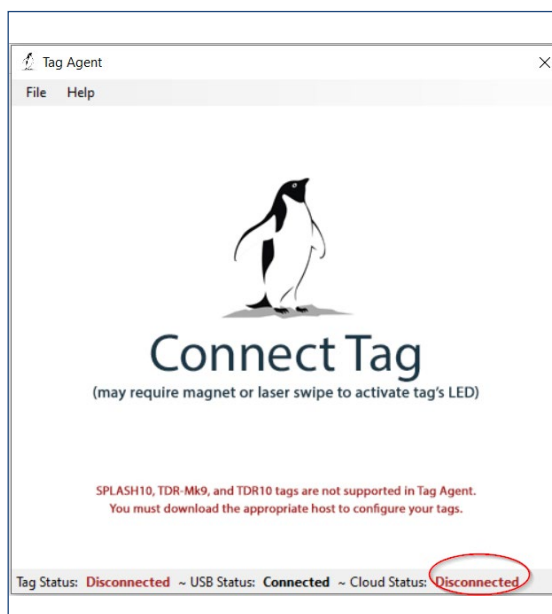 Tag Agent
File Help
Connect Tag
(may require magnet or laser swipe to activate tag's LED)
SPLASH10, TDR-Mk9, and TDR10 tags are not supported in Tag Agent.
You must download the appropriate host to configure your tags.
Tag Status: Disconnected ~ USB Status: Connected ~ Cloud Status: Disconnected